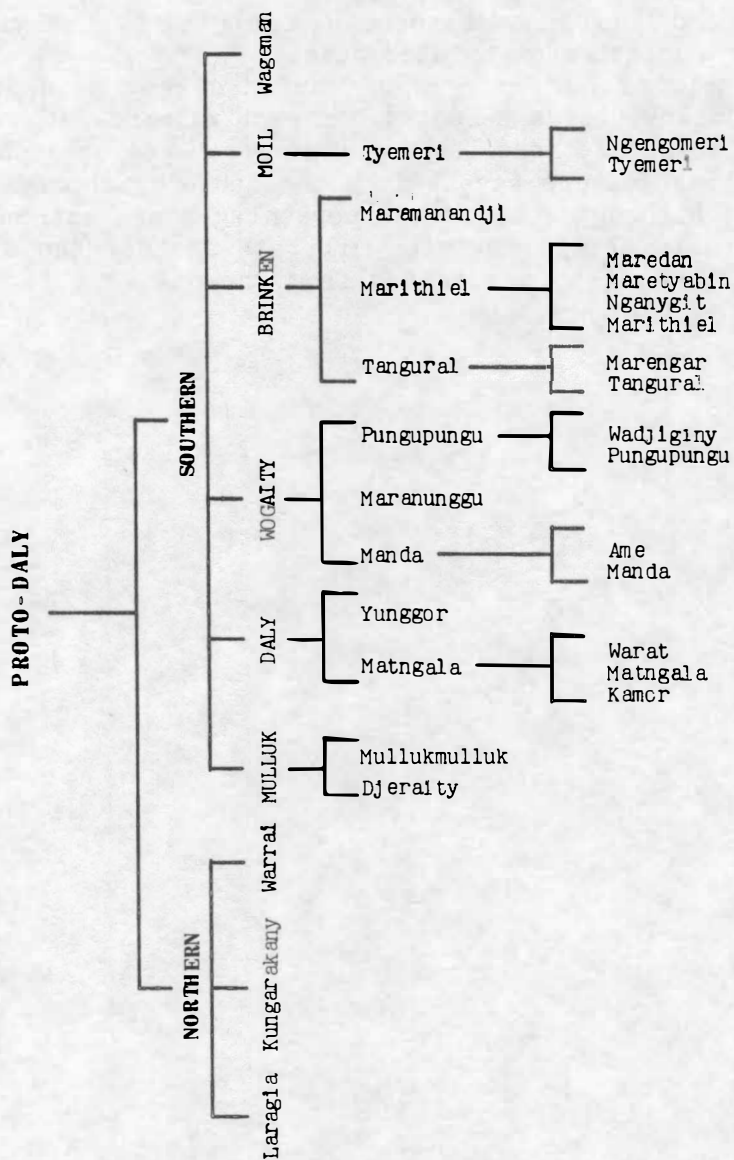 PROTO-DALY
NORTHERN
SOUTHERN
Laragia
Kungarakany
Warrai
MULLUK
DALY
WOGAITY
BRINKEN
MOIL
Wageman
Tyemeri
Ngengomeri
Tyemeri
Maramanandji
Marithiel
Maredan
Maretyabin
Nganygit
Marithiel
Tangural
Marengar
Tangural
Pungupungu
Wadjiginy
Pungupungu
Maranunggu
Manda
Ame
Manda
Yunggor
Matngala
Warat
Matngala
Kamor
Mullukmulluk
Djeraity